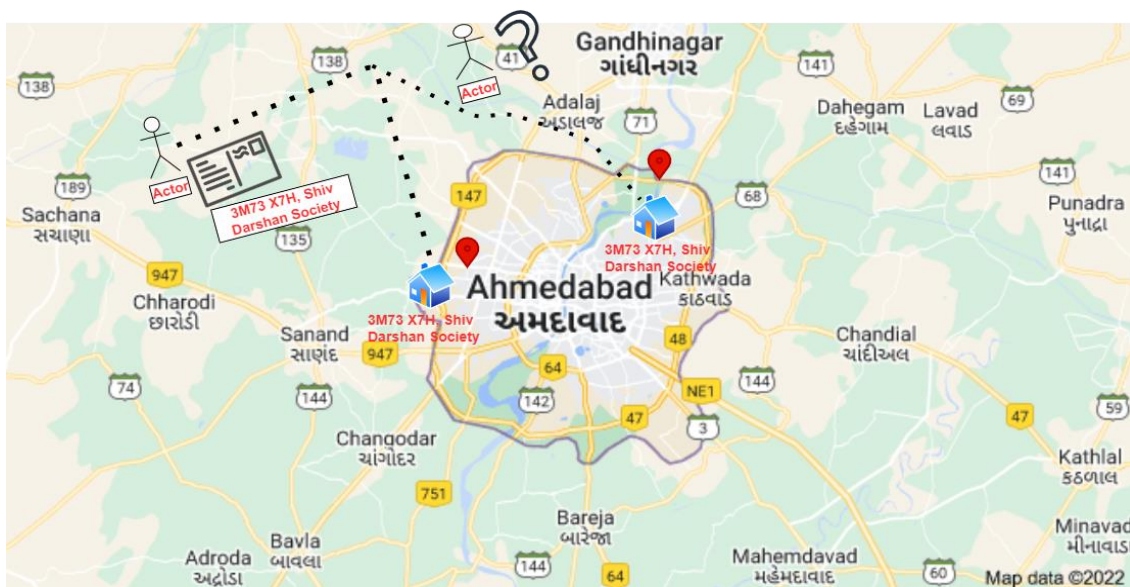 138
138
41
Gandhinagar
ગાંધીનગર
141
Dahegam
દહેગામ
Lavad
લવાડ
69
Actor
Adalaj
અડાલજ
71
Actor
3M73 X7H, Shiv
Darshan Society
189
Sachana
સચાણા
147
68
141
Punadra
પુનાદ્રા
135
3M73 X7H, Shiv
Darshan Society
947
Chharodi
છારોડી
Ahmedabad
અમદાવાદ
Kathwada
કાઠવાડ
3M73 X7H, Shiv
Darshan Society
Sanand
સાણંદ
947
48
Chandial
ચાંદીઅલ
64
NE1
144
74
144
142
47
3
47
59
Changodar
ચાંગોદર
Kathlal
કઠલાલ
751
Bareja
બારેજા
Minavad
મીનાવાડા
Adroda
અદ્રોડા
Bavla
બાવલા
144
64
Mahemdavad
મહેમદાવાદ
60
Map data ©2022